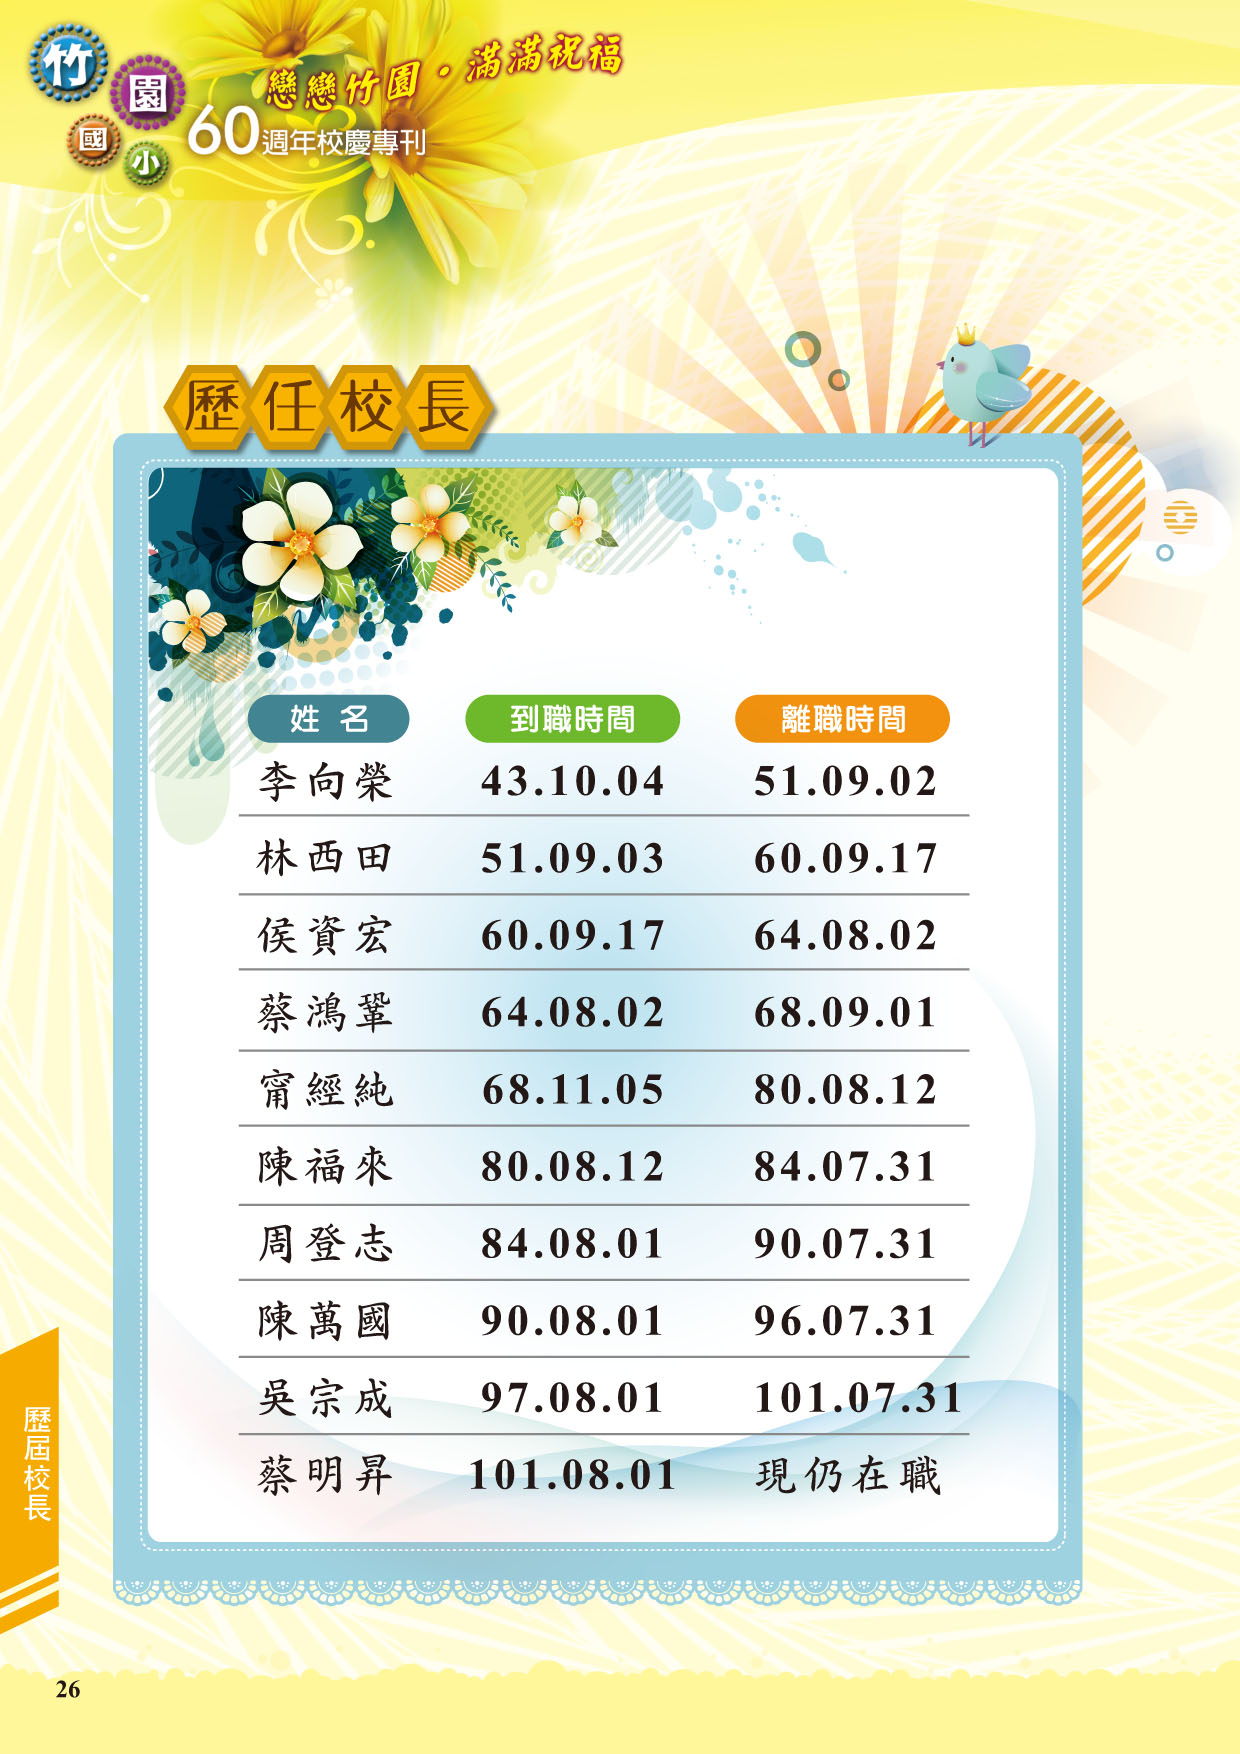 竹園國小
戀戀竹園・滿滿祝福
60週年校慶專刊
歷任校長
姓名 到職時間 離職時間
李向榮 43.10.04 51.09.02
林西田 51.09.03 60.09.17
侯資宏 60.09.17 64.08.02
蔡鴻鞏 64.08.02 68.09.01
甯經純 68.11.05 80.08.12
陳福來 80.08.12 84.07.31
周登志 84.08.01 90.07.31
陳萬國 90.08.01 96.07.31
吳宗成 97.08.01 101.07.31
蔡明昇 101.08.01 現仍在職
歷屆校長
26